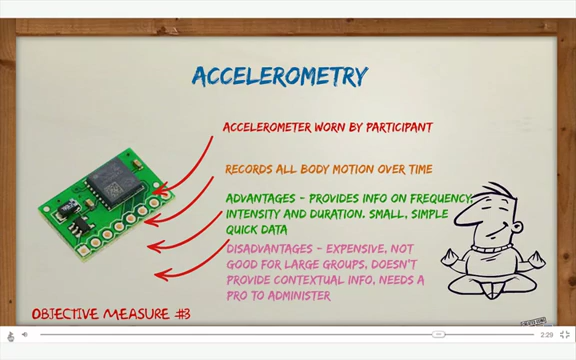 ACCELEROMETRY
ACCELEROMETER WORN BY PARTICIPANT
RECORDS ALL BODY MOTION OVER TIME
ADVANTAGES - PROVIDES INFO ON FREQUENCY,
INTENSITY AND DURATION. SMALL, SIMPLE
QUICK DATA
DISADVANTAGES - EXPENSIVE, NOT
GOOD FOR LARGE GROUPS, DOESN'T
PROVIDE CONTEXTUAL INFO, NEEDS A
PRO TO ADMINISTER
OBJECTIVE MEASURE #3
2:29